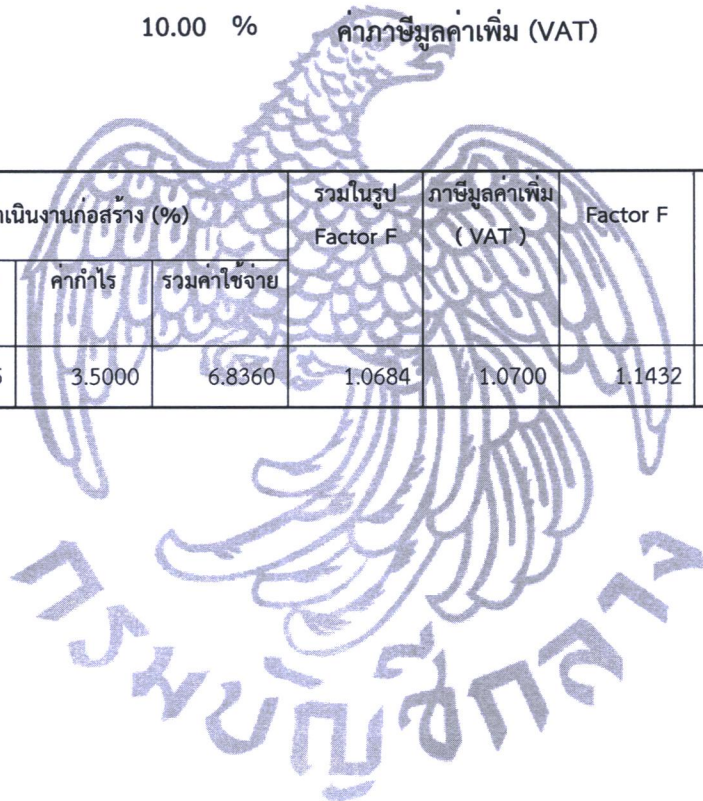 10.00 % ค่าภาษีมูลค่าเพิ่ม (VAT)
เนินงานก่อสร้าง (%) รวมในรูป ภาษีมูลค่าเพิ่ม Factor F
Factor F ( VAT )
ค่ากำไร รวมค่าใช้จ่าย
3.5000 6.8360 1.0684 1.0700 1.1432
กรมบัญชีกลาง